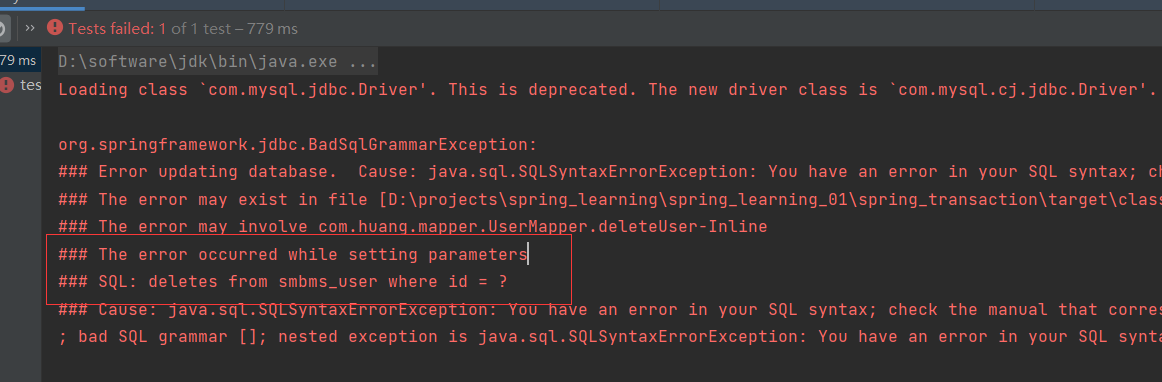 Tests failed: 1 of 1 test – 779 ms
79 ms
D:\software\jdk\bin\java.exe ...
tes
Loading class `com.mysql.jdbc.Driver'. This is deprecated. The new driver class is `com.mysql.cj.jdbc.Driver'.
org.springframework.jdbc.BadSqlGrammarException:
### Error updating database.  Cause: java.sql.SQLSyntaxErrorException: You have an error in your SQL syntax; ch
### The error may exist in file [D:\projects\spring_learning\spring_learning_01\spring_transaction\target\class
### The error may involve com.huang.mapper.UserMapper.deleteUser-Inline
### The error occurred while setting parameters
### SQL: deletes from smbms_user where id = ?
### Cause: java.sql.SQLSyntaxErrorException: You have an error in your SQL syntax; check the manual that corres
; bad SQL grammar []; nested exception is java.sql.SQLSyntaxErrorException: You have an error in your SQL synta